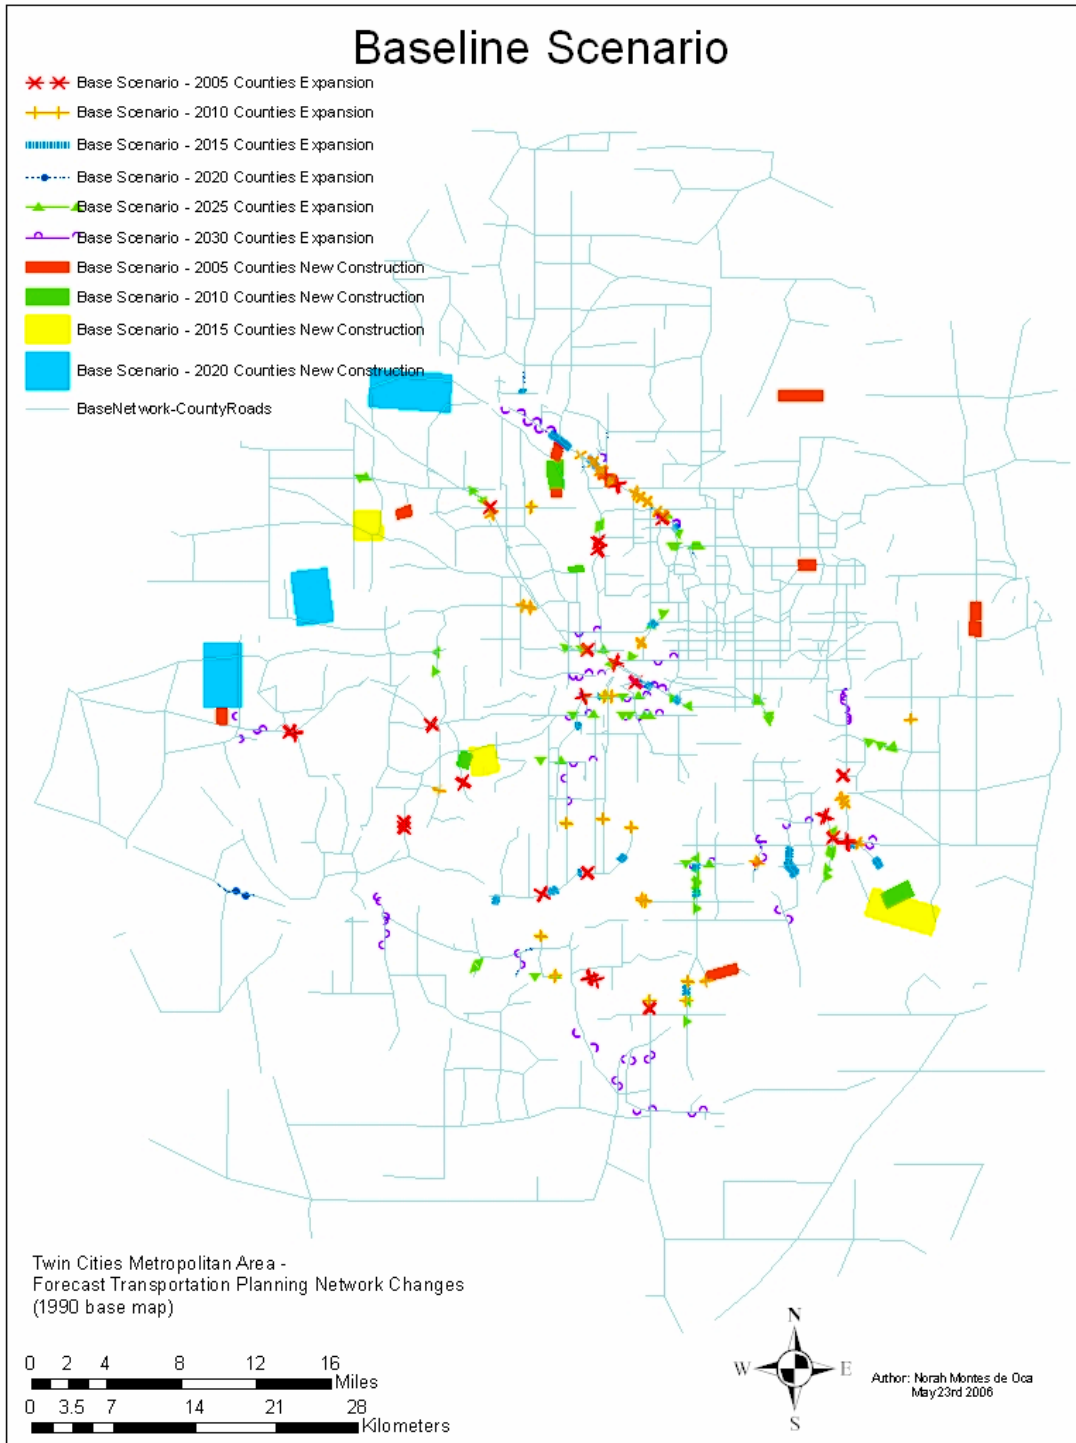 Baseline Scenario
Base Scenario - 2005 Counties Expansion
Base Scenario - 2010 Counties Expansion
Base Scenario - 2015 Counties Expansion
Base Scenario - 2020 Counties Expansion
Base Scenario - 2025 Counties Expansion
Base Scenario - 2030 Counties Expansion
Base Scenario - 2005 Counties New Construction
Base Scenario - 2010 Counties New Construction
Base Scenario - 2015 Counties New Construction
Base Scenario - 2020 Counties New Construction
BaseNetwork-CountyRoads
Twin Cities Metropolitan Area -
Forecast Transportation Planning Network Changes
(1990 base map)
0 2 4 8 12 16
Miles
0 3.5 7 14 21 28
Kilometers
N
W E
S
Author: Norah Montes de Oca
May23rd 2006